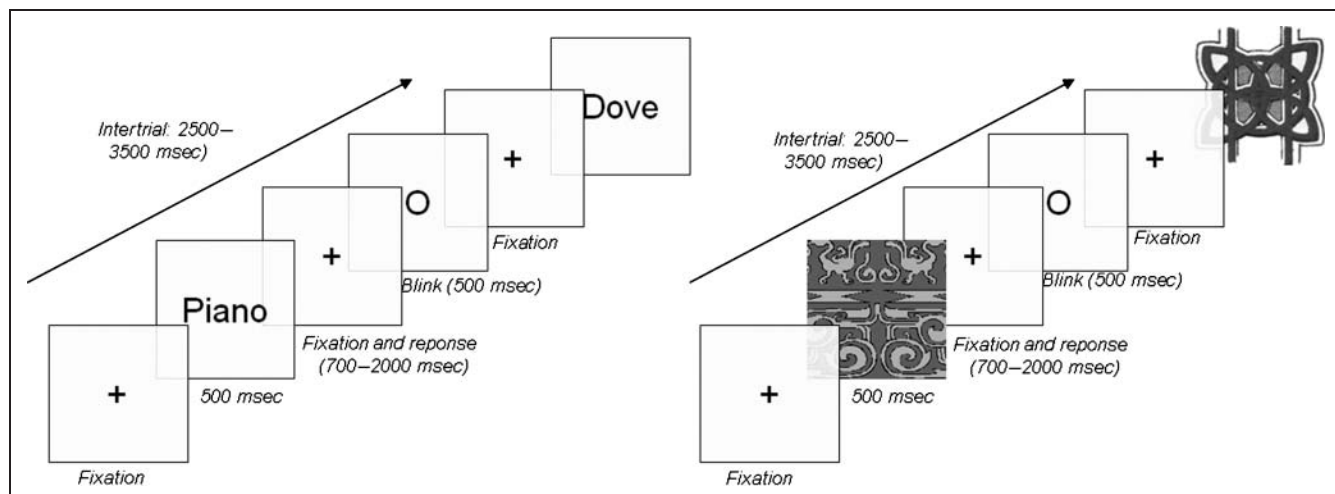 Dove
Intertrial: 2500–
3500 msec)
+
O
+
Fixation
Blink (500 msec)
Piano
Fixation and reponse
(700–2000 msec)
500 msec
+
Fixation
Intertrial: 2500–
3500 msec)
+
O
+
Fixation
Blink (500 msec)
Fixation and reponse
(700–2000 msec)
500 msec
+
Fixation